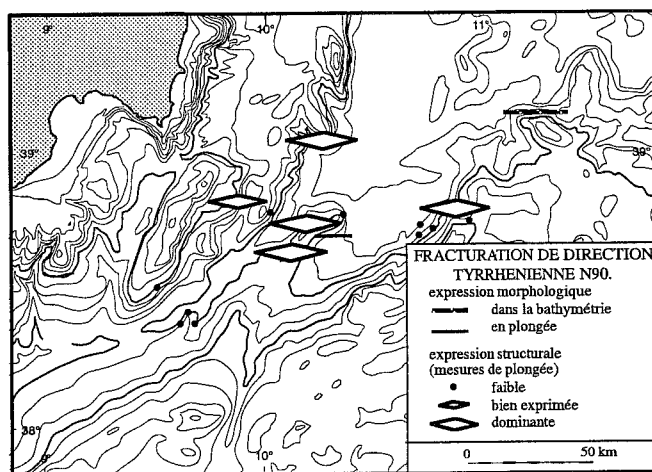 9° 10° 11°
39° 39°
FRACTURATION DE DIRECTION
TYRRHENIENNE N90.
expression morphologique
dans la bathymétrie
en plongée
expression structurale
(mesures de plongée)
faible
bien exprimée
dominante
0 50 km
38°
9° 10°